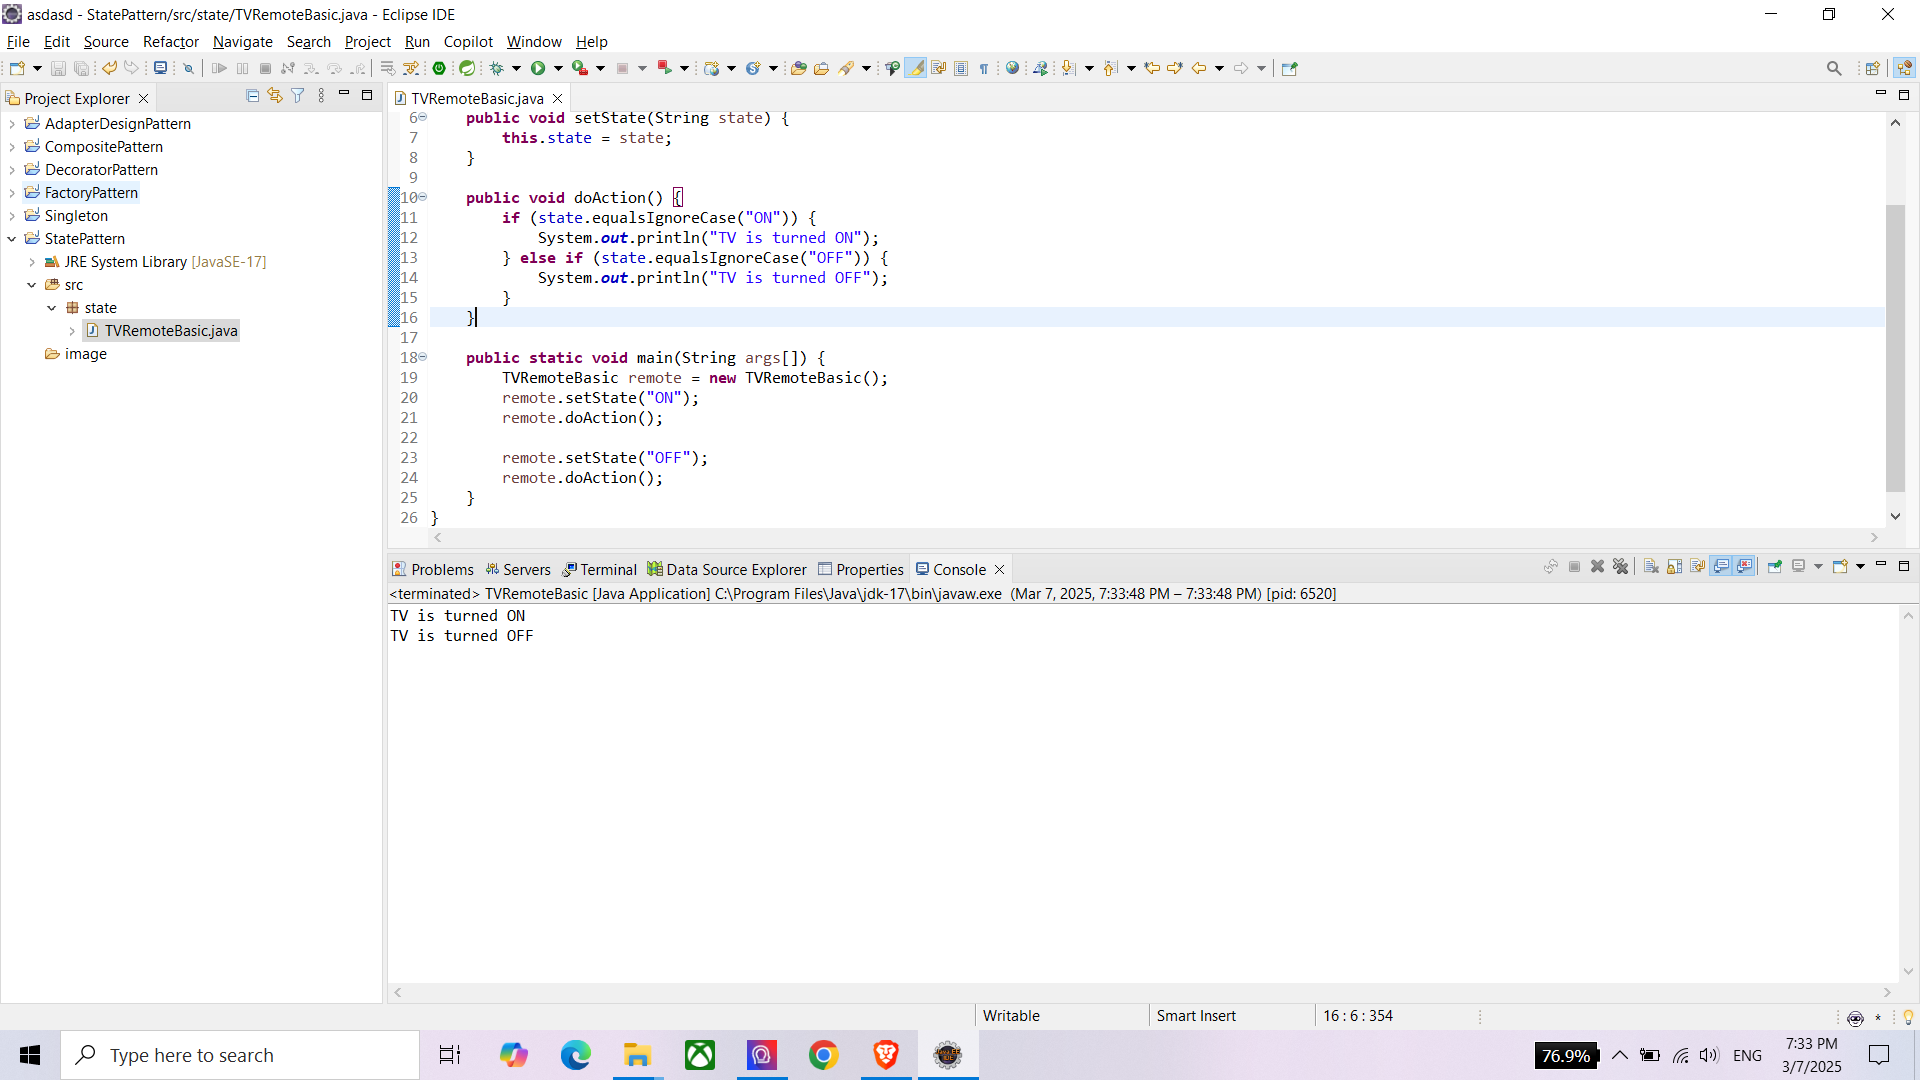 asdasd - StatePattern/src/state/TVRemoteBasic.java - Eclipse IDE
File Edit Source Refactor Navigate Search Project Run Copilot Window Help
Project Explorer
AdapterDesignPattern
CompositePattern
DecoratorPattern
FactoryPattern
Singleton
StatePattern
JRE System Library [JavaSE-17]
src
state
TVRemoteBasic.java
image
TVRemoteBasic.java
6 public void setState(String state) {
7 this.state = state;
8 }
9
10 public void doAction() {
11 if (state.equalsIgnoreCase("ON")) {
12 System.out.println("TV is turned ON");
13 } else if (state.equalsIgnoreCase("OFF")) {
14 System.out.println("TV is turned OFF");
15 }
16 }
17
18 public static void main(String args[]) {
19 TVRemoteBasic remote = new TVRemoteBasic();
20 remote.setState("ON");
21 remote.doAction();
22
23 remote.setState("OFF");
24 remote.doAction();
25 }
26 }
Problems Servers Terminal Data Source Explorer Properties Console
<terminated> TVRemoteBasic [Java Application] C:\Program Files\Java\jdk-17\bin\javaw.exe (Mar 7, 2025, 7:33:48 PM – 7:33:48 PM) [pid: 6520]
TV is turned ON
TV is turned OFF
Writable Smart Insert 16 : 6 : 354
Type here to search
76.9% ENG 7:33 PM
3/7/2025